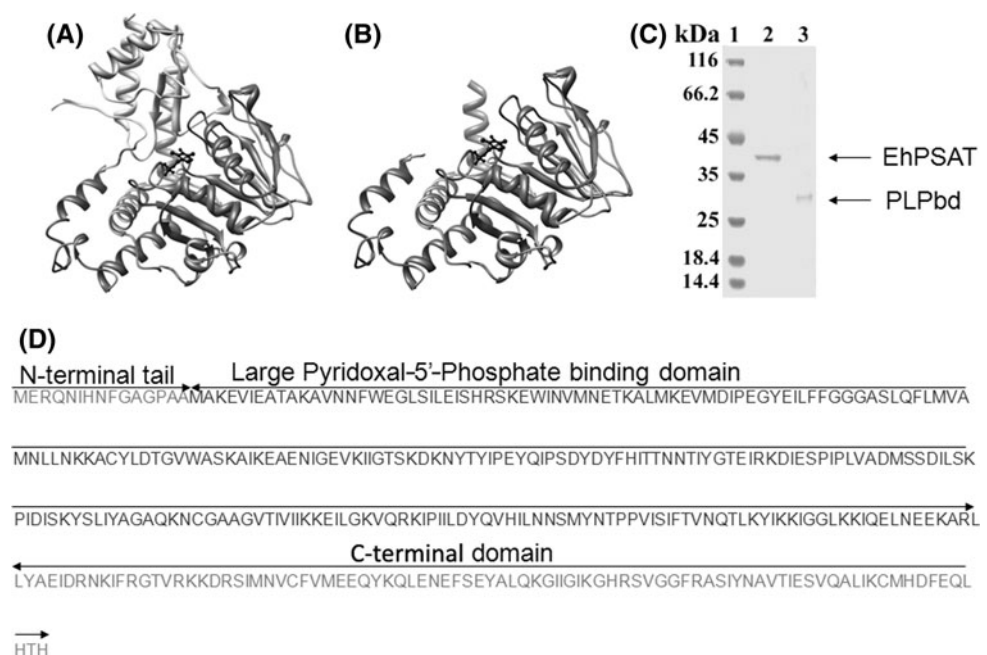 (A)
(B)
(C) kDa 1 2 3
116
66.2
45
35
25
18.4
14.4
EhPSAT
PLPbd
(D)
N-terminal tail Large Pyridoxal-5'-Phosphate binding domain
MERQNIHNFGAGPAAMAKEVIEATAKAVNNFWEGLSILEISHRSKEWINVMNETKALMKEVMDIPEGYEILFFGGGASLQFLMVA
MNLLNKKACYLDTGVWASKAIKEAENIGEVKIIGTSKDKNYTYIPEYQIPSDYDYFHITTNNTIYGTEIRKDIESPIPLVADMSSDILSK
PIDISKYSLIYAGAQKNCGAAGVTIVIIKKEILGKVQRKIPIILDYQVHILNNSMYNTPPVISIFTVNQTLKYIKKIGGLKKIQELNEEKARL
C-terminal domain
LYAEIDRNKIFRGTVRKKDRSIMNVCFVMEEQYKQLENEFSEYALQKGIIGIKGHRSVGGFRASIYNAVTIESVQALIKCMHDFEQL
HTH